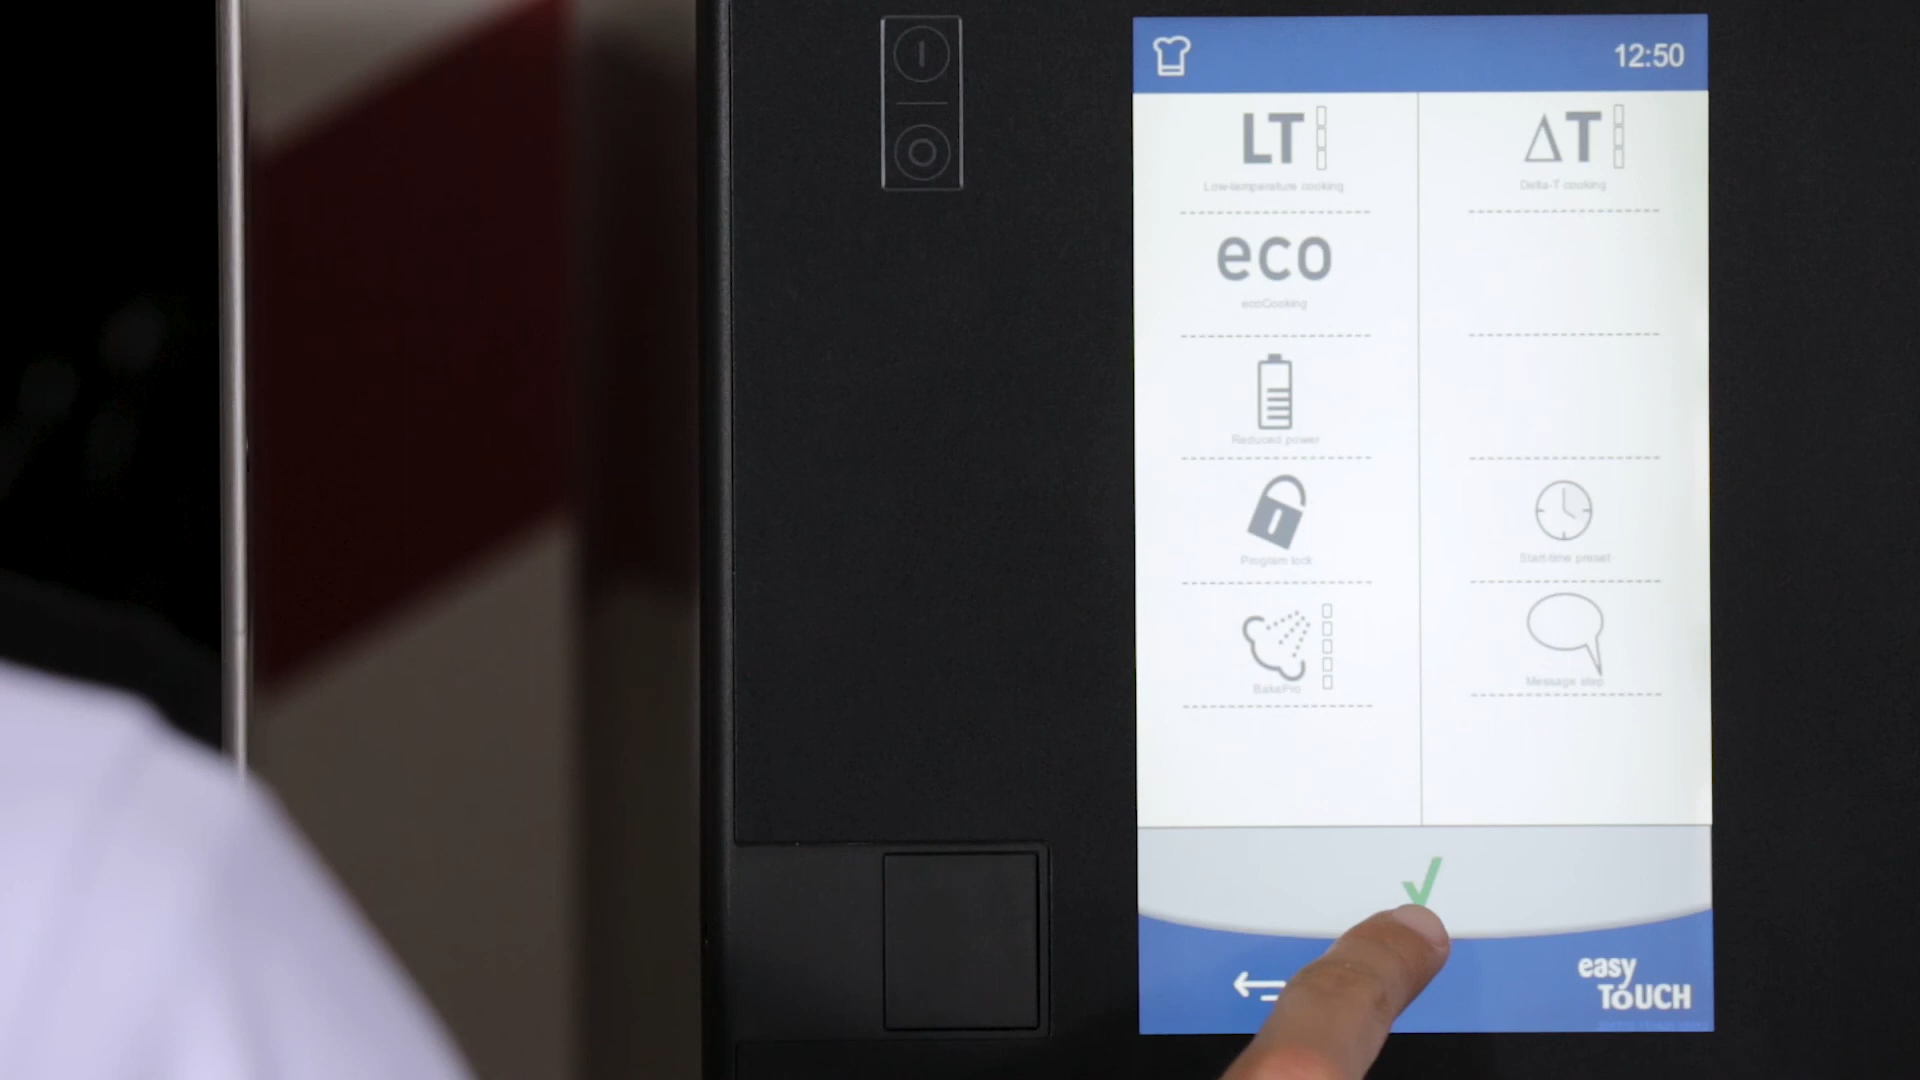 12:50
LT
Low-temperature cooking
ΔT
Delta-T cooking
eco
ecoCooking
Reduced power
Program lock
Start-time preset
BakePro
Message step
easy
ToUCH